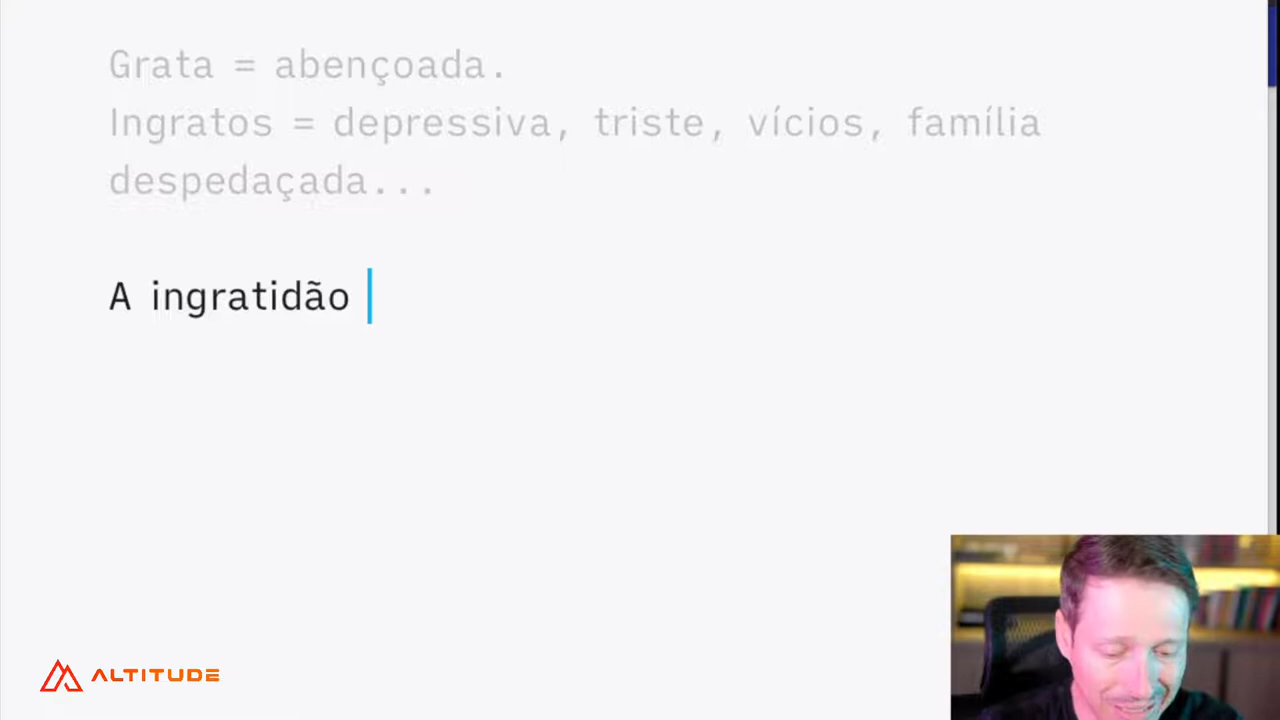 Grata = abençoada.
Ingratos = depressiva, triste, vícios, família
despedaçada...
A ingratidão
ALTITUDE